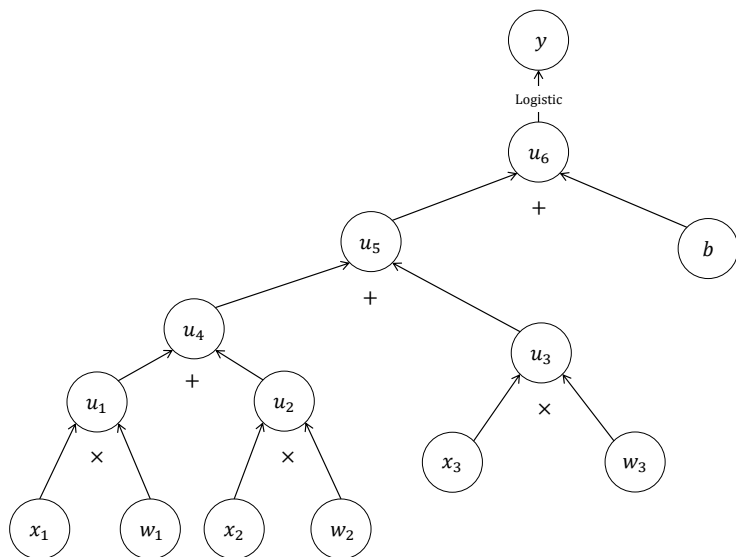 y
Logistic
u₆
+
u₅
b
+
u₄
u₃
+
×
u₁
u₂
×
×
x₃
w₃
x₁
w₁
x₂
w₂